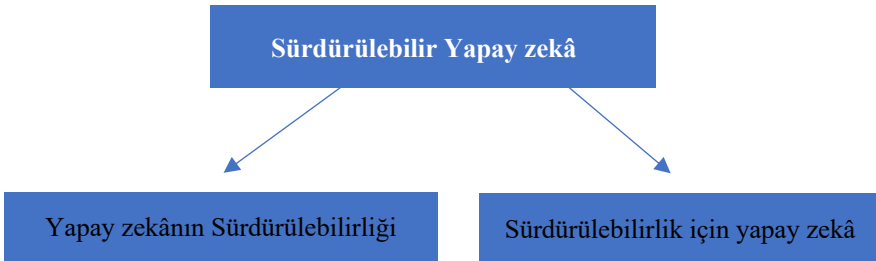 Sürdürülebilir Yapay zekâ
Yapay zekânın Sürdürülebilirliği
Sürdürülebilirlik için yapay zekâ